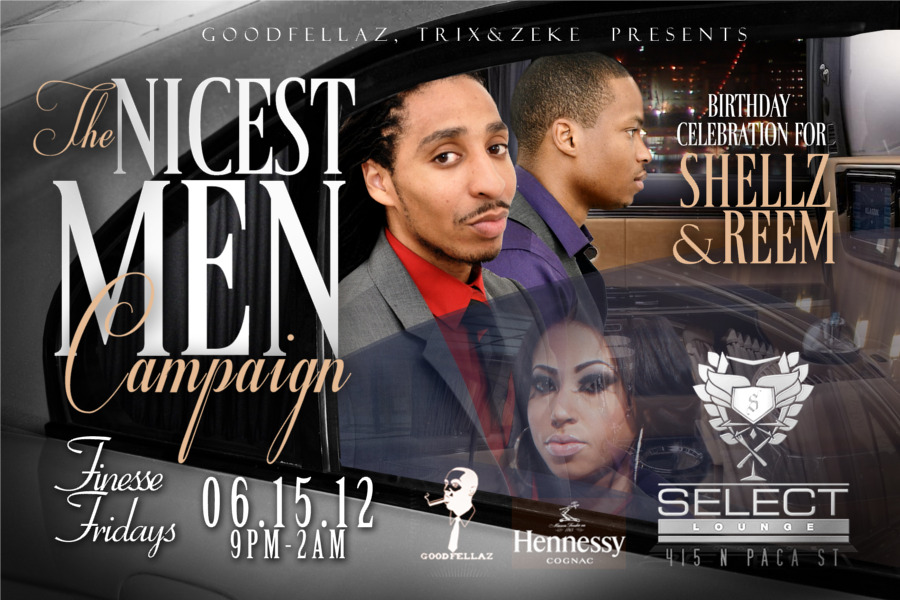 GOODFELLAZ, TRIX&ZEKE PRESENTS
The NICEST
MEN
Campaign
BIRTHDAY
CELEBRATION FOR
SHELLZ
& REEM
Finesse
Fridays
06.15.12
9PM-2AM
GOODFELLAZ
Hennessy
COGNAC
S
SELECT
LOUNGE
415 N PACA ST